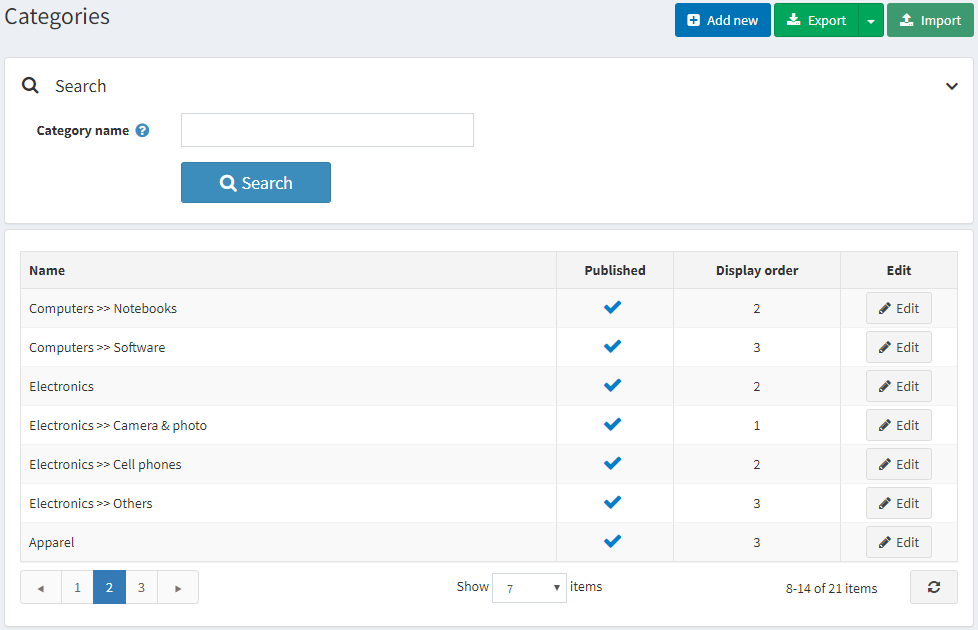 Categories
Add new
Export
Import
Search
Category name ?
Search
Name Published Display order Edit
Computers >> Notebooks 2 Edit
Computers >> Software 3 Edit
Electronics 2 Edit
Electronics >> Camera & photo 1 Edit
Electronics >> Cell phones 2 Edit
Electronics >> Others 3 Edit
Apparel 3 Edit
1 2 3 Show 7 items 8-14 of 21 items